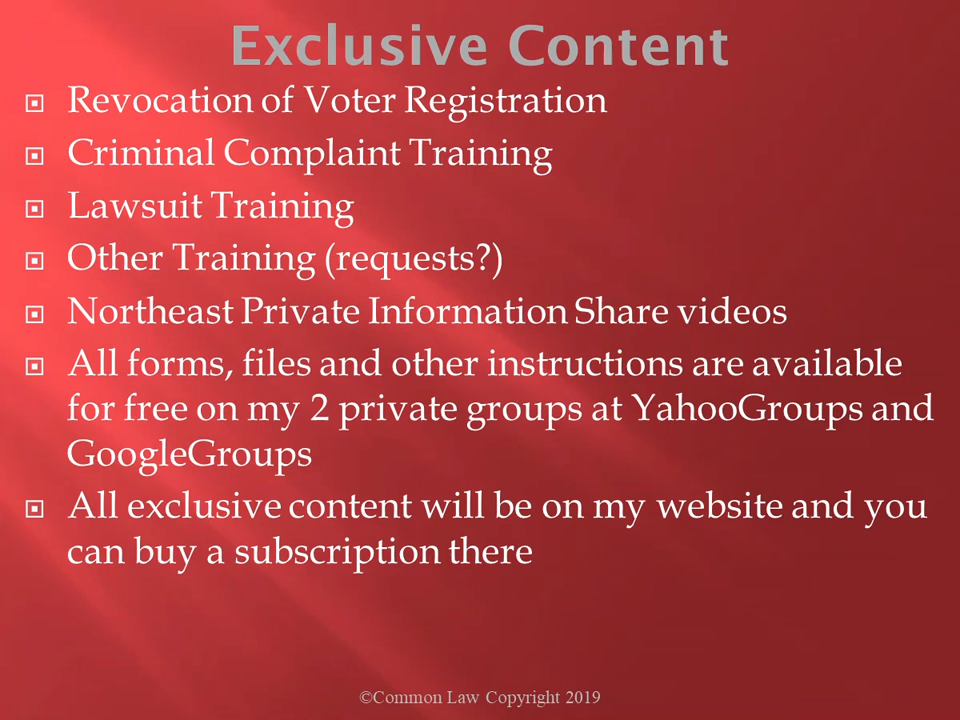 Exclusive Content
Revocation of Voter Registration
Criminal Complaint Training
Lawsuit Training
Other Training (requests?)
Northeast Private Information Share videos
All forms, files and other instructions are available
for free on my 2 private groups at YahooGroups and
GoogleGroups
All exclusive content will be on my website and you
can buy a subscription there
©Common Law Copyright 2019